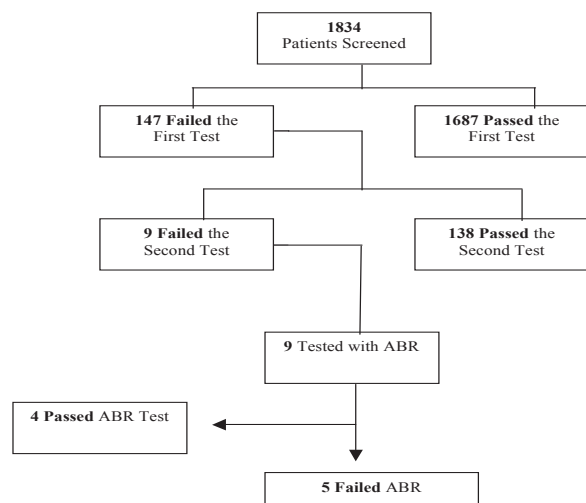 1834
Patients Screened
147 Failed the
First Test
1687 Passed the
First Test
9 Failed the
Second Test
138 Passed the
Second Test
9 Tested with ABR
4 Passed ABR Test
5 Failed ABR